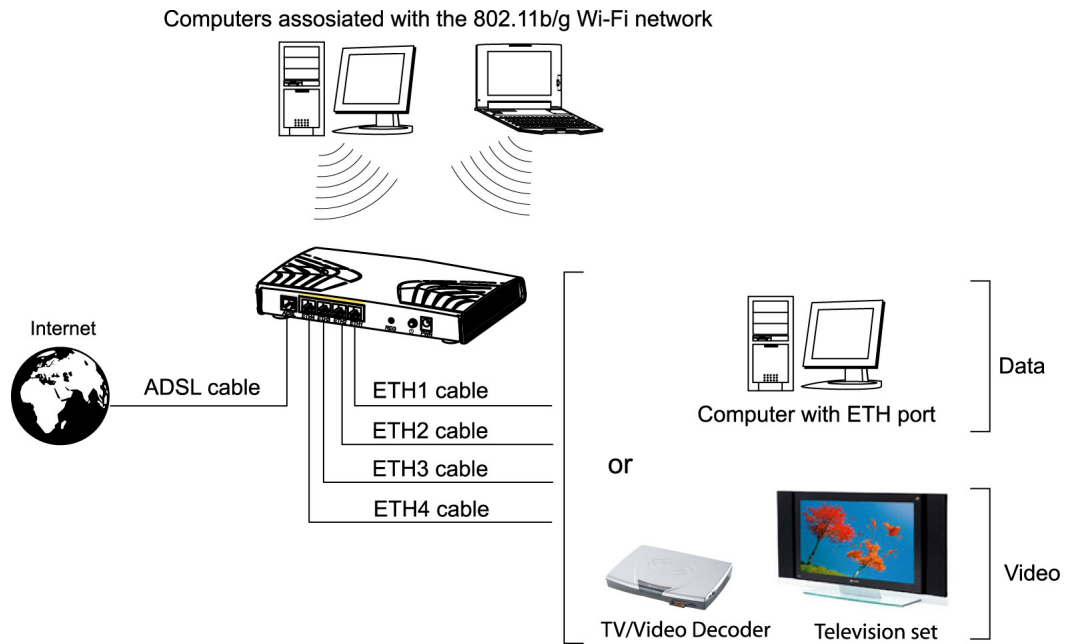 Computers assosiated with the 802.11b/g Wi-Fi network
Internet
ADSL cable
ETH1 cable
ETH2 cable
ETH3 cable
ETH4 cable
or
Computer with ETH port
Data
TV/Video Decoder
Television set
Video